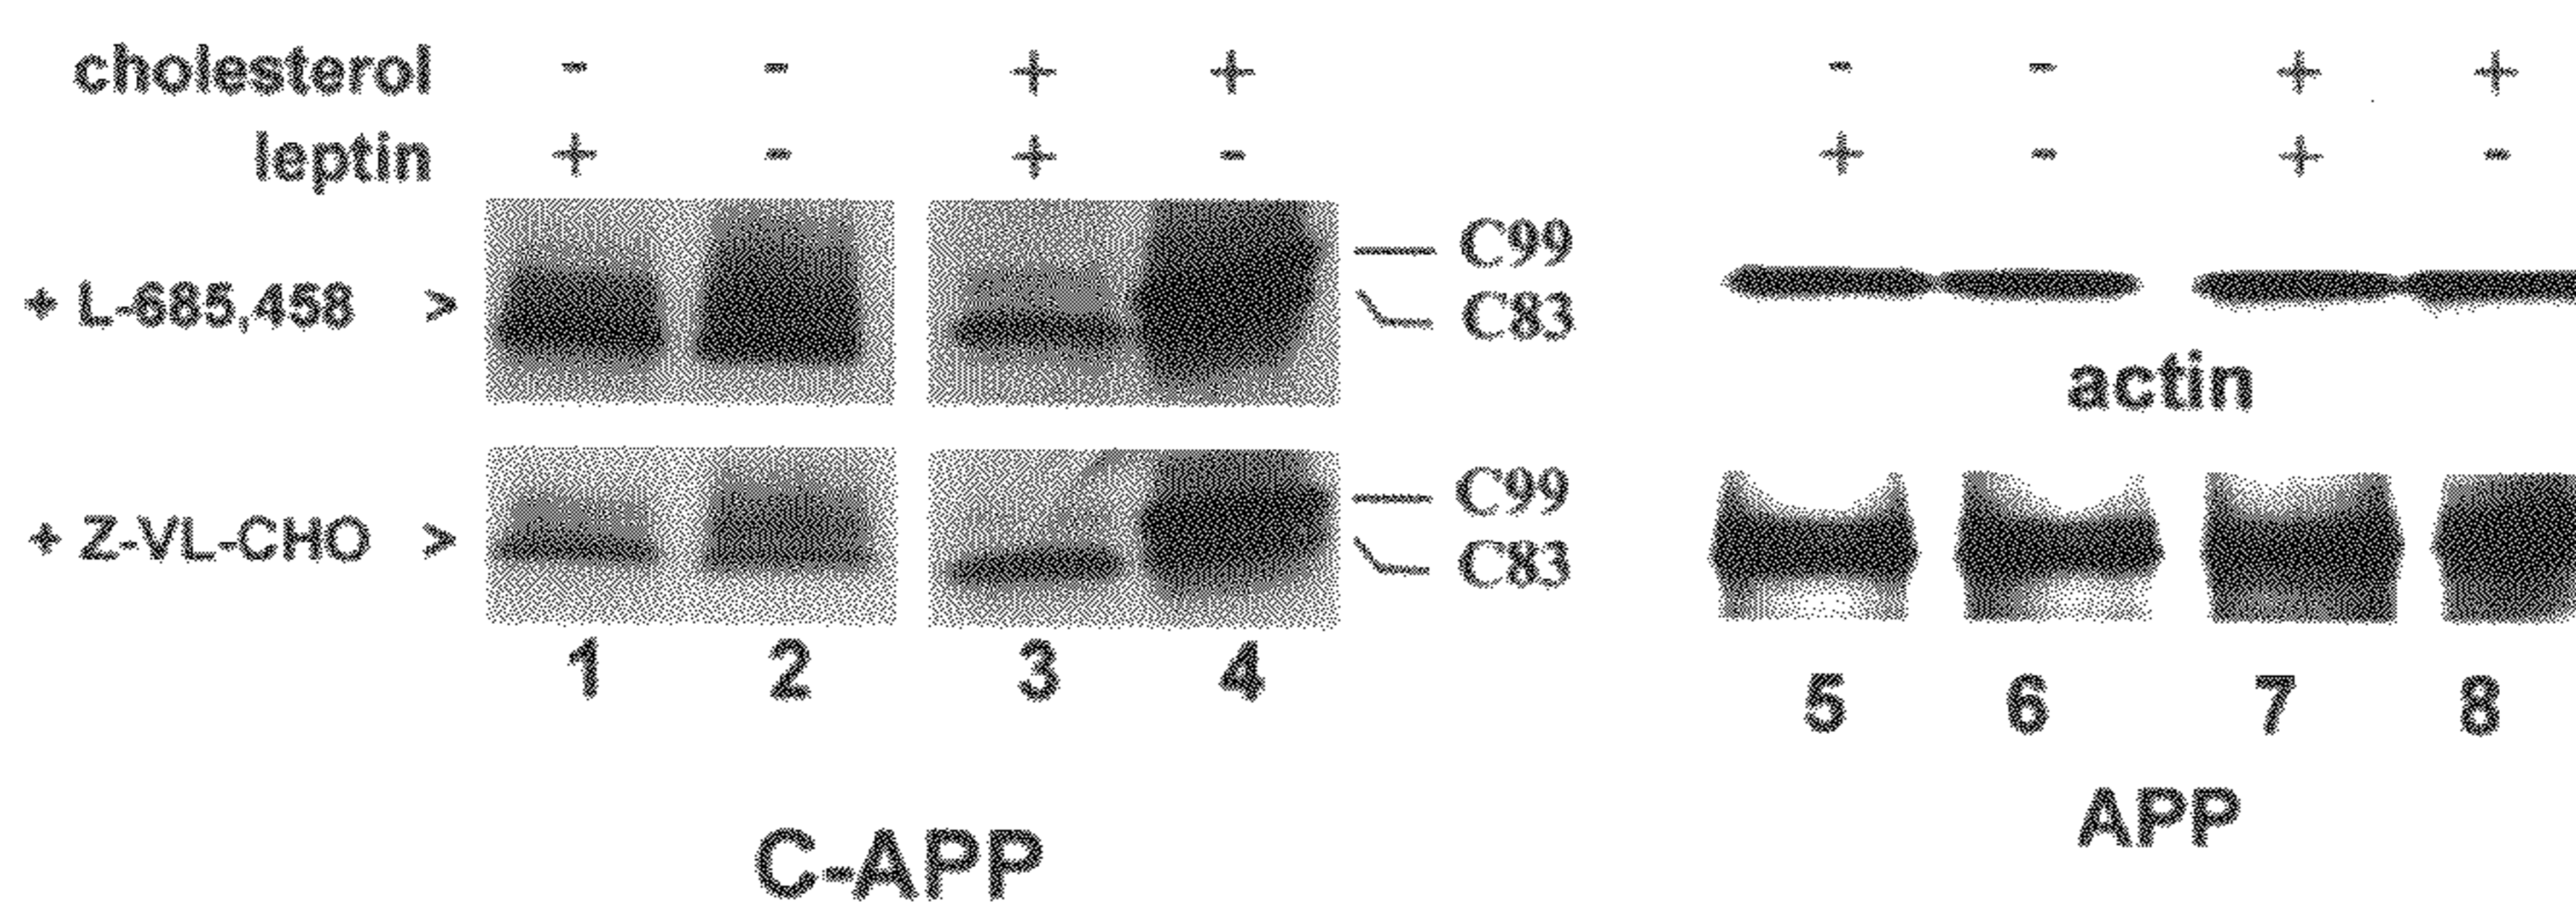 cholesterol - - + + - - + +
leptin + - + - + - + -
+ L-685,458 >
C99
C83
actin
+ Z-VL-CHO >
C99
C83
1 2 3 4
5 6 7 8
C-APP
APP